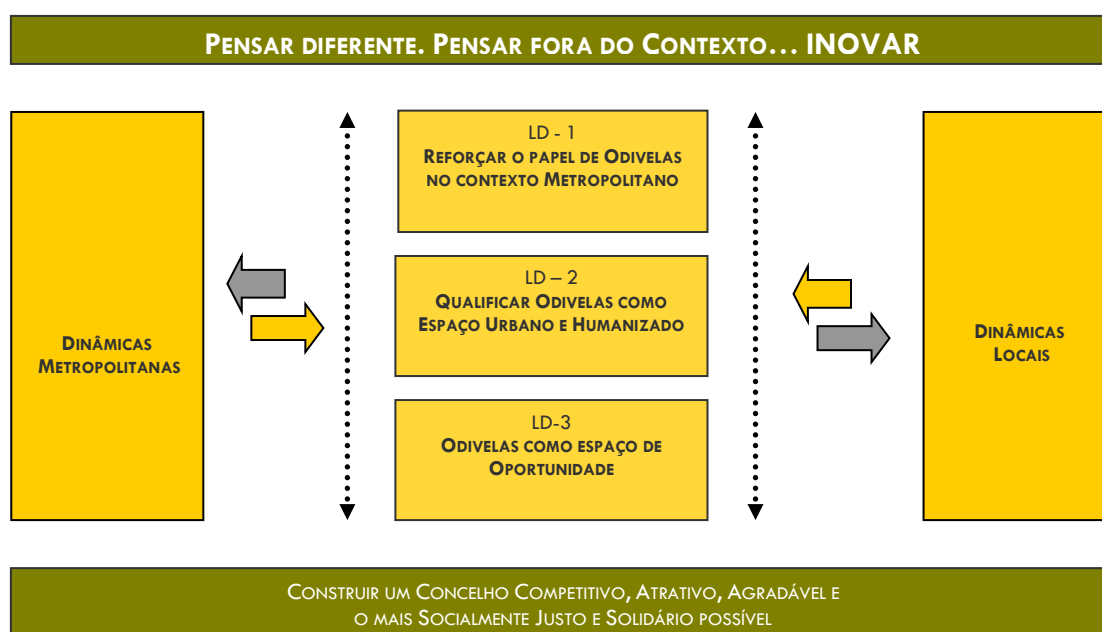 PENSAR DIFERENTE. PENSAR FORA DO CONTEXTO... INOVAR
LD - 1
REFORÇAR O PAPEL DE ODIVELAS
NO CONTEXTO METROPOLITANO
LD – 2
QUALIFICAR ODIVELAS COMO
ESPAÇO URBANO E HUMANIZADO
DINÂMICAS
METROPOLITANAS
DINÂMICAS
LOCAIS
LD-3
ODIVELAS COMO ESPAÇO DE
OPORTUNIDADE
CONSTRUIR UM CONCELHO COMPETITIVO, ATRATIVO, AGRADÁVEL E
O MAIS SOCIALMENTE JUSTO E SOLIDÁRIO POSSÍVEL